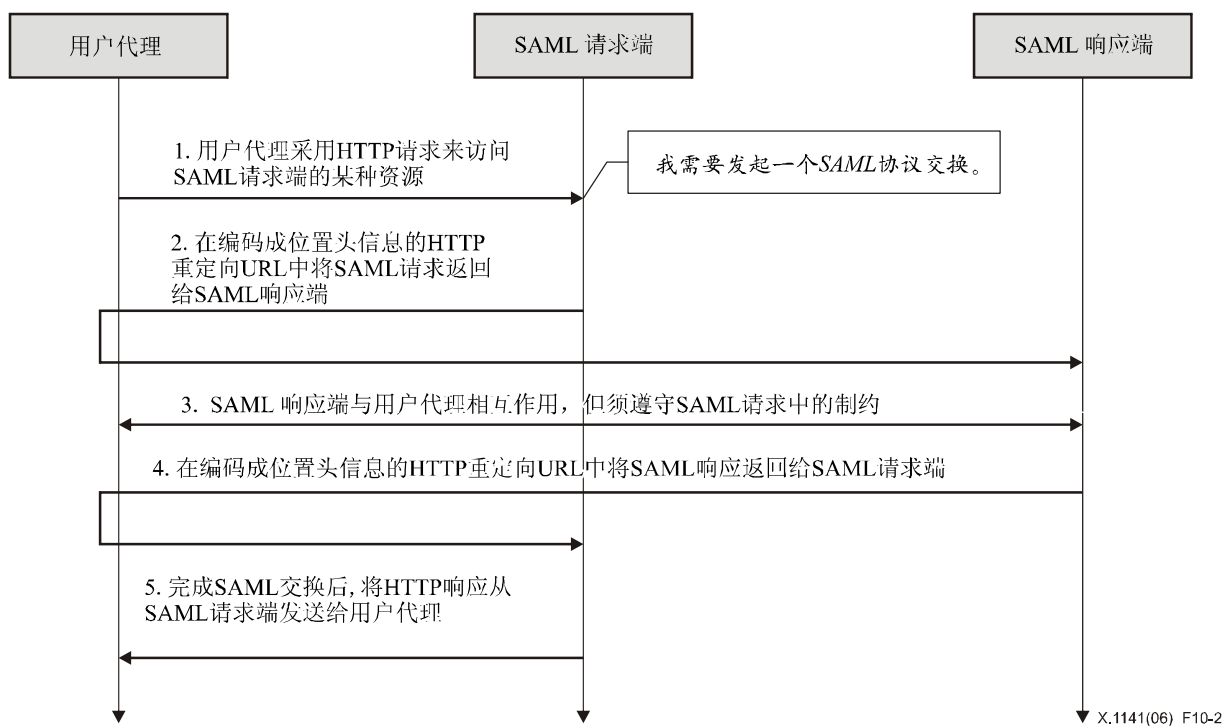 用户代理
SAML 请求端
SAML 响应端
1. 用户代理采用HTTP请求来访问
SAML请求端的某种资源
我需要发起一个SAML协议交换。
2. 在编码成位置头信息的HTTP
重定向URL中将SAML请求返回
给SAML响应端
3. SAML 响应端与用户代理相互作用，但须遵守SAML请求中的制约
4. 在编码成位置头信息的HTTP重定向URL中将SAML响应返回给SAML请求端
5. 完成SAML交换后, 将HTTP响应从
SAML请求端发送给用户代理
X.1141(06)_F10-2